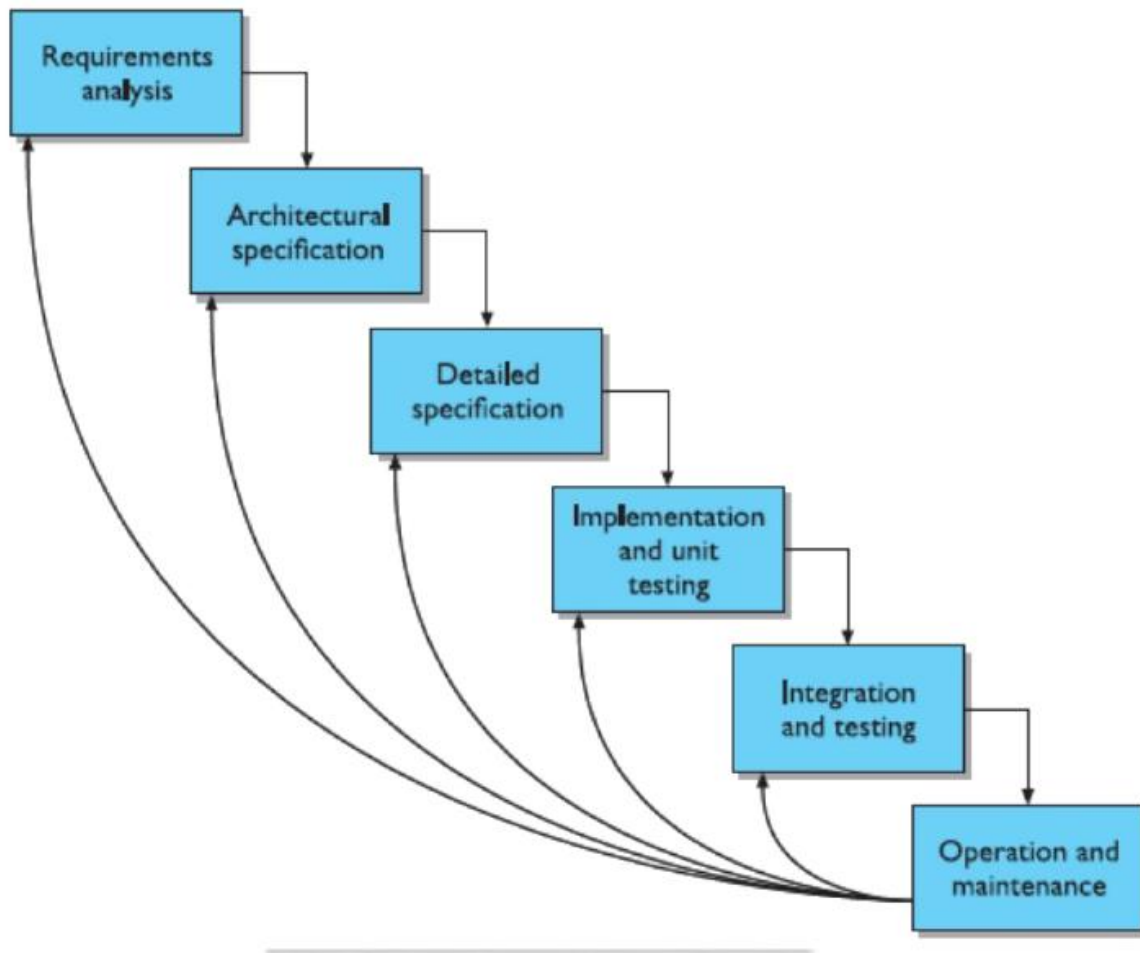 Requirements
analysis
Architectural
specification
Detailed
specification
Implementation
and unit
testing
Integration
and testing
Operation and
maintenance